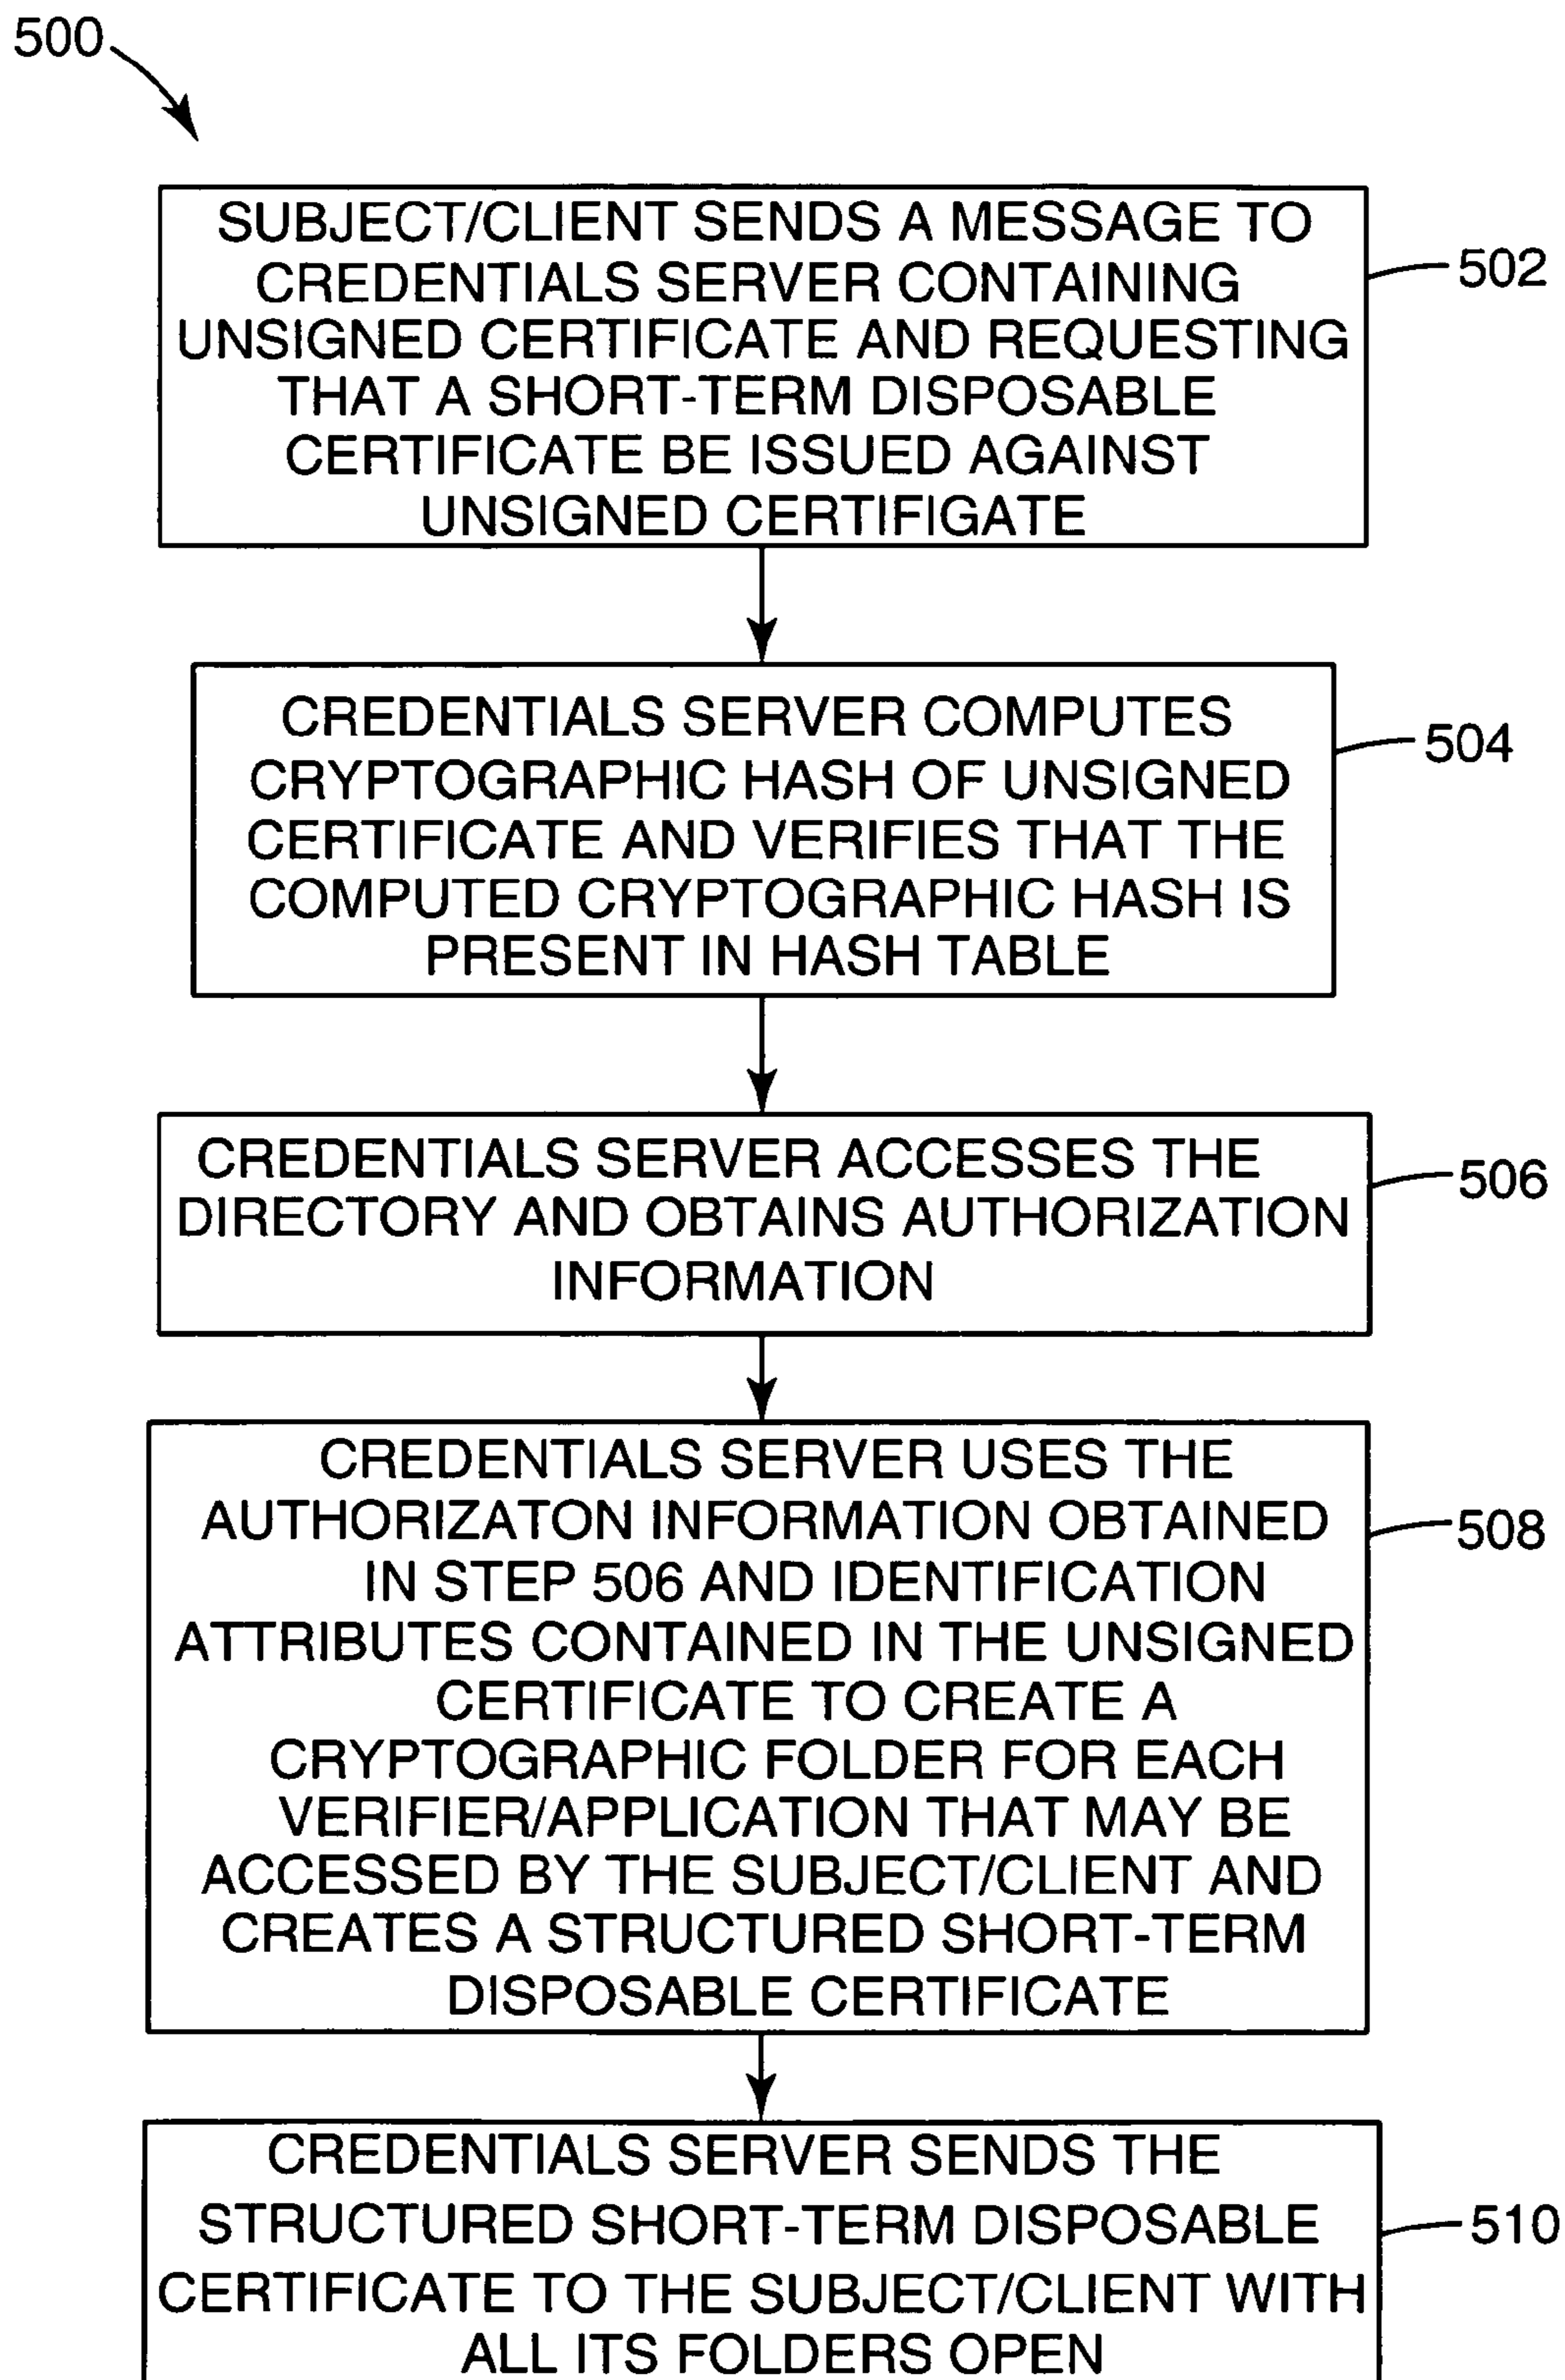 500
SUBJECT/CLIENT SENDS A MESSAGE TO
CREDENTIALS SERVER CONTAINING
UNSIGNED CERTIFICATE AND REQUESTING
THAT A SHORT-TERM DISPOSABLE
CERTIFICATE BE ISSUED AGAINST
UNSIGNED CERTIFIGATE
502
CREDENTIALS SERVER COMPUTES
CRYPTOGRAPHIC HASH OF UNSIGNED
CERTIFICATE AND VERIFIES THAT THE
COMPUTED CRYPTOGRAPHIC HASH IS
PRESENT IN HASH TABLE
504
CREDENTIALS SERVER ACCESSES THE
DIRECTORY AND OBTAINS AUTHORIZATION
INFORMATION
506
CREDENTIALS SERVER USES THE
AUTHORIZATON INFORMATION OBTAINED
IN STEP 506 AND IDENTIFICATION
ATTRIBUTES CONTAINED IN THE UNSIGNED
CERTIFICATE TO CREATE A
CRYPTOGRAPHIC FOLDER FOR EACH
VERIFIER/APPLICATION THAT MAY BE
ACCESSED BY THE SUBJECT/CLIENT AND
CREATES A STRUCTURED SHORT-TERM
DISPOSABLE CERTIFICATE
508
CREDENTIALS SERVER SENDS THE
STRUCTURED SHORT-TERM DISPOSABLE
CERTIFICATE TO THE SUBJECT/CLIENT WITH
ALL ITS FOLDERS OPEN
510